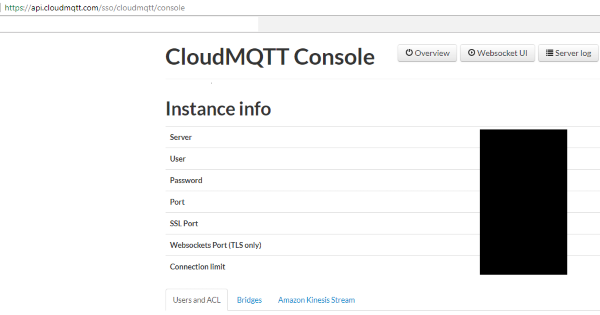 https://api.cloudmqtt.com/sso/cloudmqtt/console
CloudMQTT Console
Overview
Websocket UI
Server log
Instance info
Server
User
Password
Port
SSL Port
Websockets Port (TLS only)
Connection limit
Users and ACL Bridges Amazon Kinesis Stream